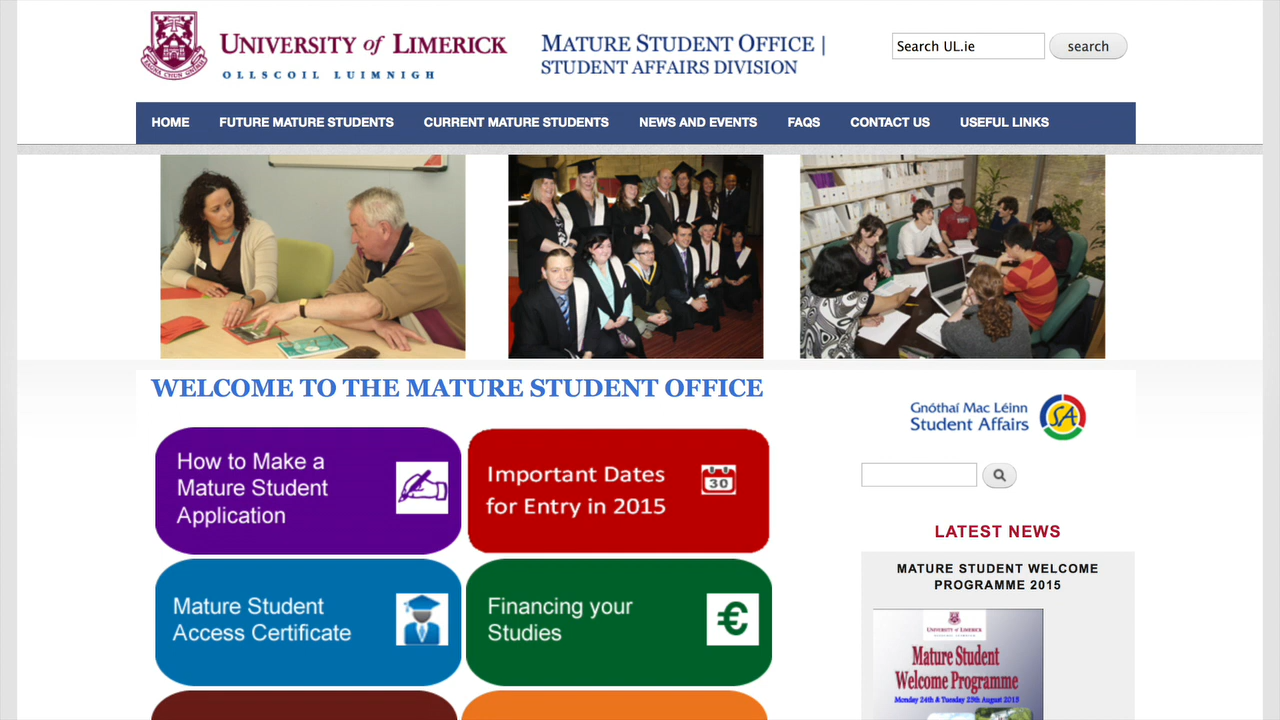 UNIVERSITY of LIMERICK
OLLSCOIL LUIMNIGH
MATURE STUDENT OFFICE |
STUDENT AFFAIRS DIVISION
Search UL.ie
search
HOME
FUTURE MATURE STUDENTS
CURRENT MATURE STUDENTS
NEWS AND EVENTS
FAQS
CONTACT US
USEFUL LINKS
WELCOME TO THE MATURE STUDENT OFFICE
How to Make a
Mature Student
Application
Important Dates
for Entry in 2015
30
Mature Student
Access Certificate
Financing your
Studies
€
Gnóthaí Mac Léinn
Student Affairs
SA
LATEST NEWS
MATURE STUDENT WELCOME
PROGRAMME 2015
UNIVERSITY of LIMERICK
Mature Student
Welcome Programme
Monday 24th & Tuesday 25th August 2015